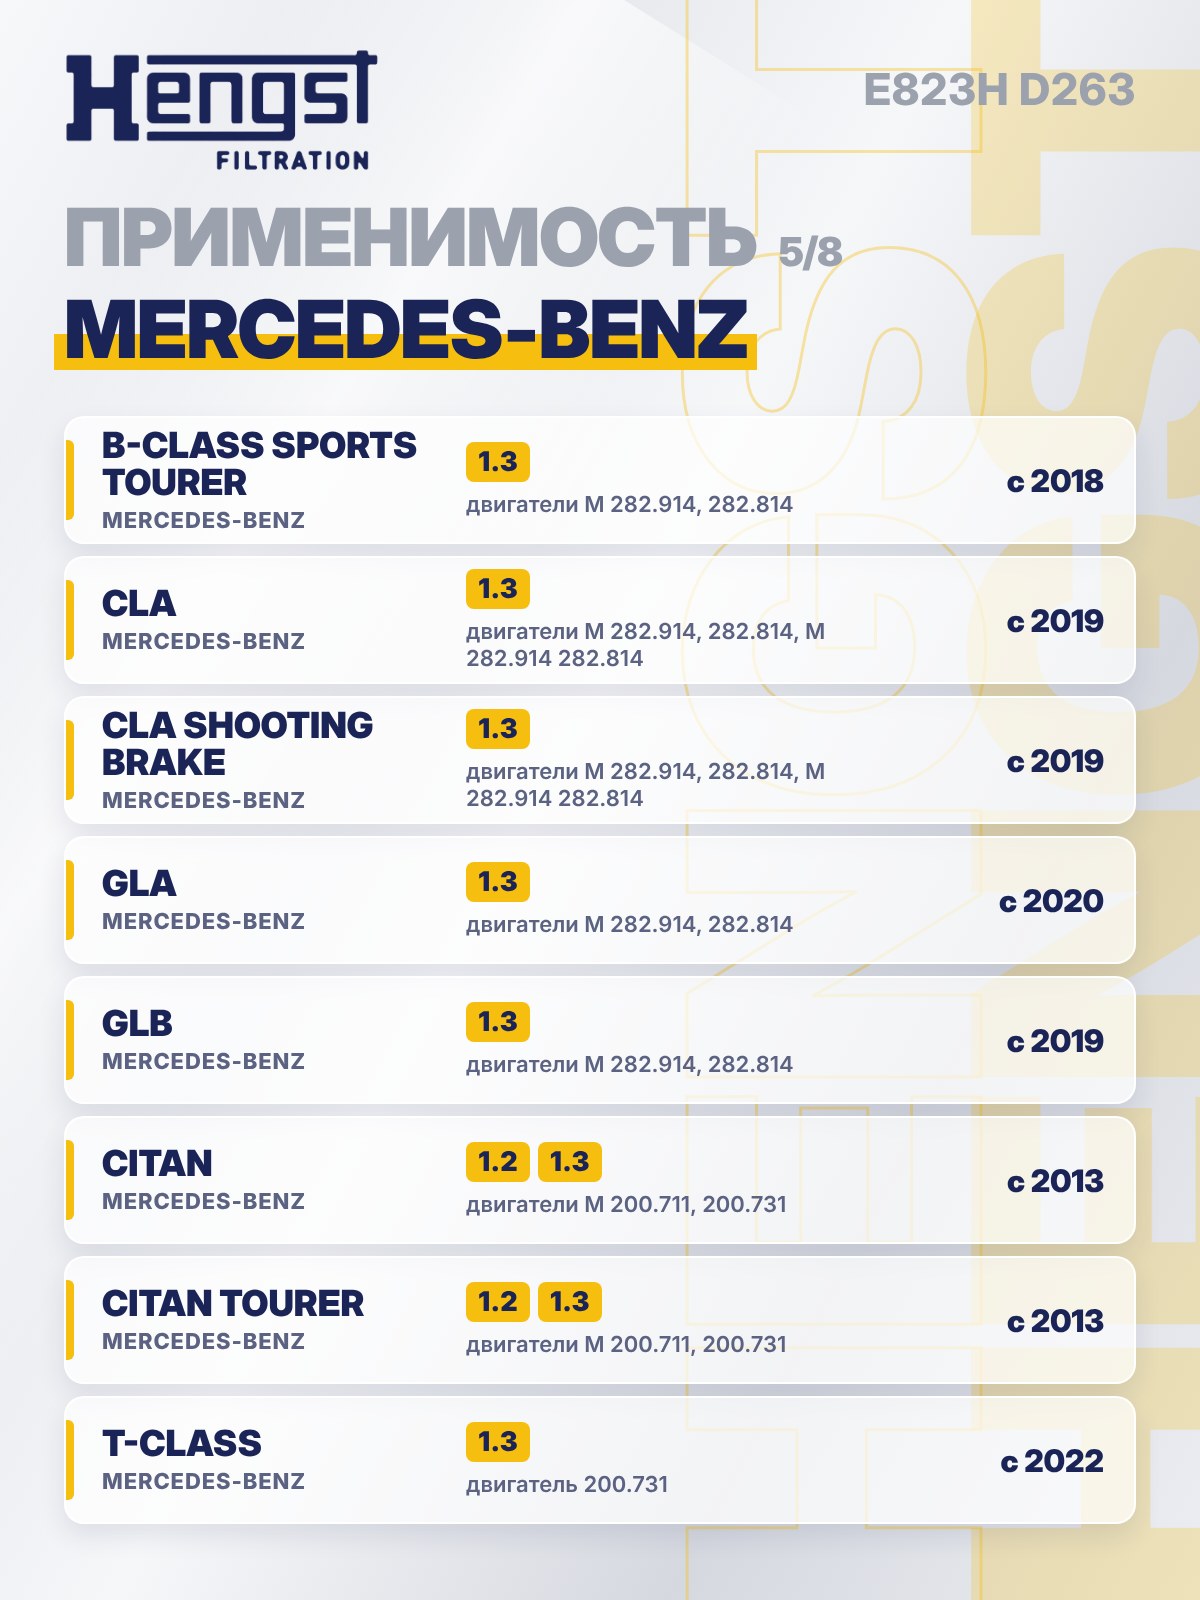 Hengst
FILTRATION
E823H D263
ПРИМЕНИМОСТЬ 5/8
MERCEDES-BENZ
B-CLASS SPORTS
TOURER
MERCEDES-BENZ
1.3
двигатели M 282.914, 282.814
с 2018
CLA
MERCEDES-BENZ
1.3
двигатели M 282.914, 282.814, M
282.914 282.814
с 2019
CLA SHOOTING
BRAKE
MERCEDES-BENZ
1.3
двигатели M 282.914, 282.814, M
282.914 282.814
с 2019
GLA
MERCEDES-BENZ
1.3
двигатели M 282.914, 282.814
с 2020
GLB
MERCEDES-BENZ
1.3
двигатели M 282.914, 282.814
с 2019
CITAN
MERCEDES-BENZ
1.2 1.3
двигатели M 200.711, 200.731
с 2013
CITAN TOURER
MERCEDES-BENZ
1.2 1.3
двигатели M 200.711, 200.731
с 2013
T-CLASS
MERCEDES-BENZ
1.3
двигатель 200.731
с 2022
HENGST
HENGST